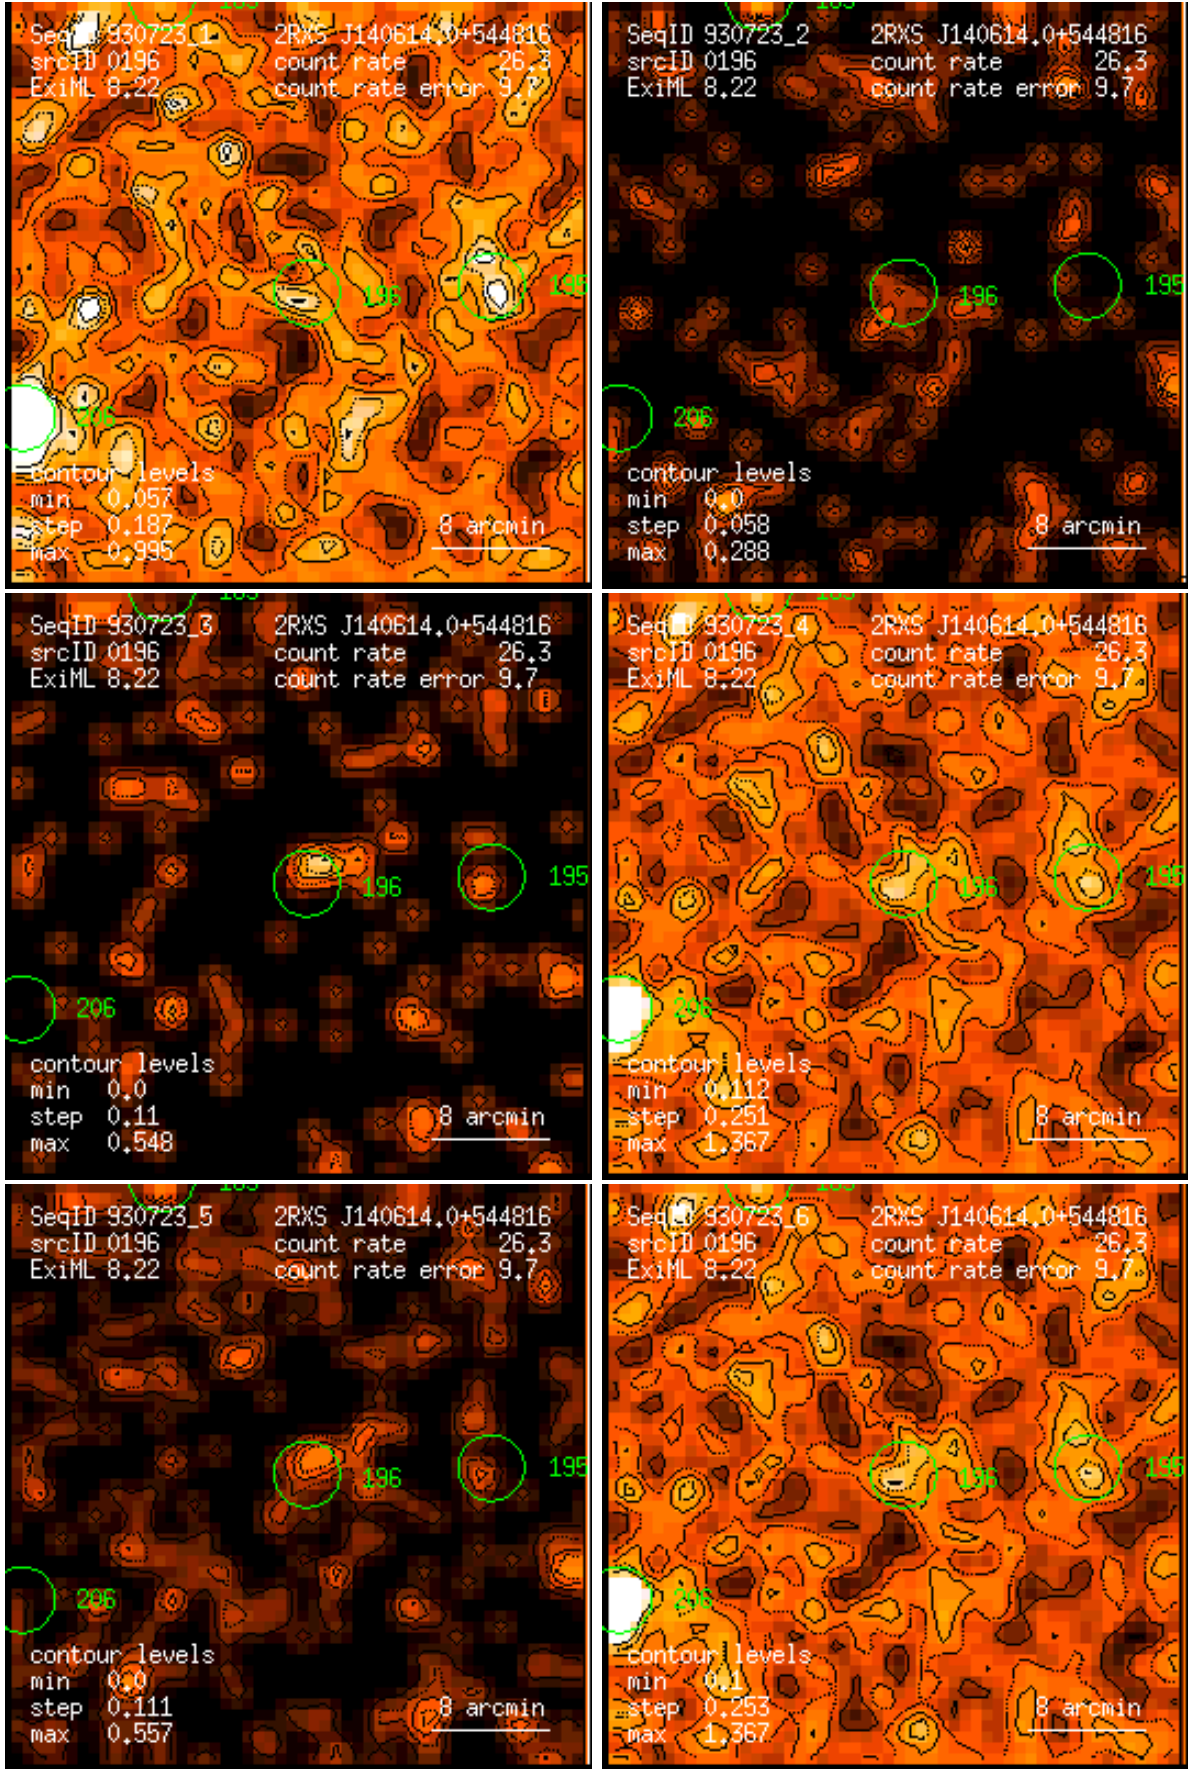 SeqID 930723_1 2RXS J140614.0+544816
srcID 0196 count rate 26.3
ExiML 8.22 count rate error 9.7
196
195
206
contour levels
min 0.057
step 0.187
max 0.995
8 arcmin
SeqID 930723_2 2RXS J140614.0+544816
srcID 0196 count rate 26.3
ExiML 8.22 count rate error 9.7
196
195
206
contour levels
min 0.0
step 0.058
max 0.288
8 arcmin
SeqID 930723_3 2RXS J140614.0+544816
srcID 0196 count rate 26.3
ExiML 8.22 count rate error 9.7
196
195
206
contour levels
min 0.0
step 0.11
max 0.548
8 arcmin
SeqID 930723_4 2RXS J140614.0+544816
srcID 0196 count rate 26.3
ExiML 8.22 count rate error 9.7
196
195
206
contour levels
min 0.112
step 0.251
max 1.367
8 arcmin
SeqID 930723_5 2RXS J140614.0+544816
srcID 0196 count rate 26.3
ExiML 8.22 count rate error 9.7
196
195
206
contour levels
min 0.0
step 0.111
max 0.557
8 arcmin
SeqID 930723_6 2RXS J140614.0+544816
srcID 0196 count rate 26.3
ExiML 8.22 count rate error 9.7
196
195
206
contour levels
min 0.1
step 0.253
max 1.367
8 arcmin